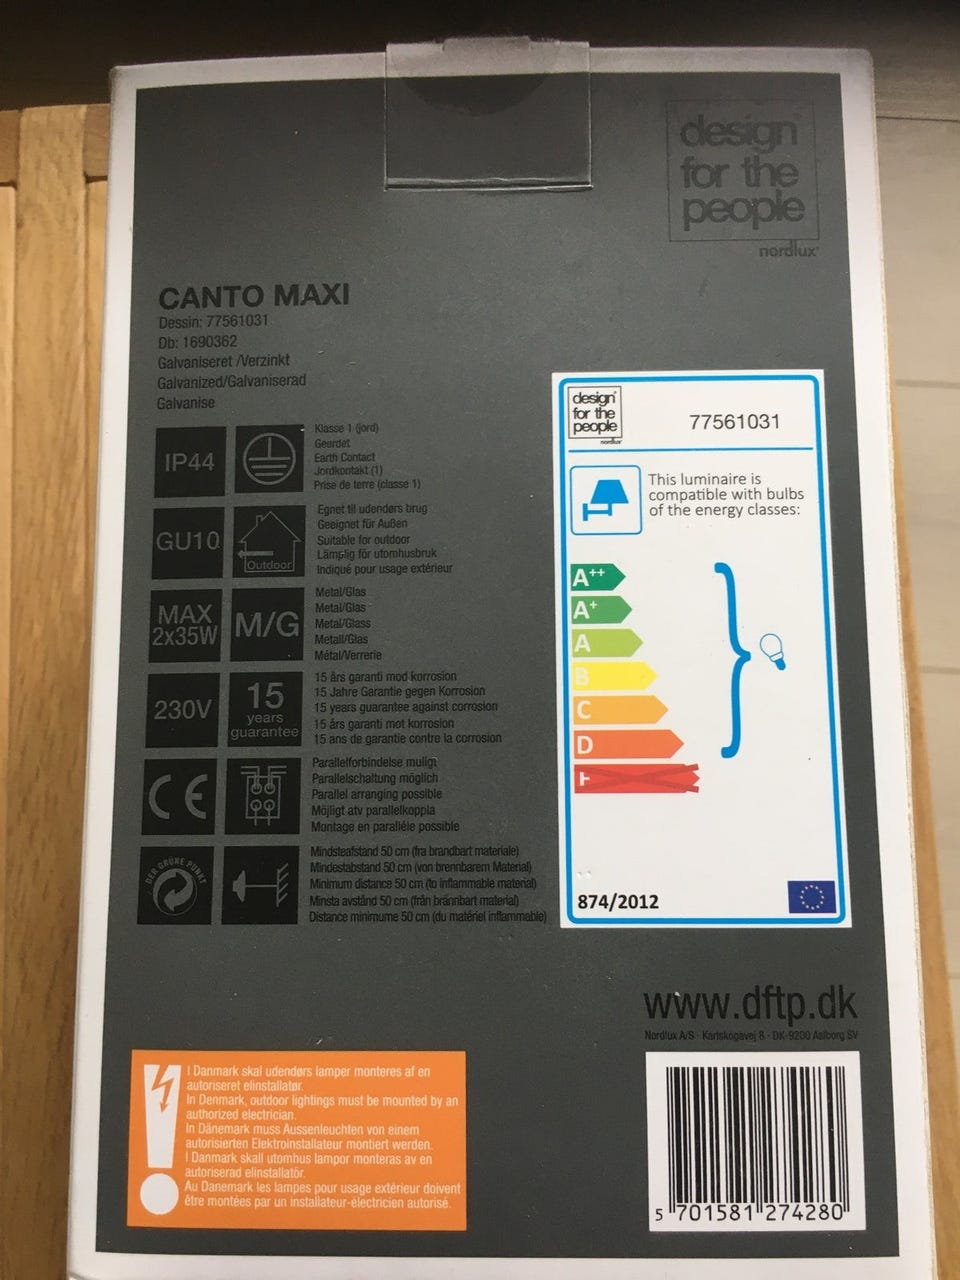 design
for the
people
nordlux
CANTO MAXI
Dessin: 77561031
Db: 1690362
Galvaniseret /Verzinkt
Galvanized/Galvaniserad
Galvanise
IP44
Klasse 1 (jord)
Geerdet
Earth Contact
Jordkontakt (1)
Prise de terre (classe 1)
GU10
Outdoor
Egnet til udendørs brug
Geeignet für Außen
Suitable for outdoor
Lämplig för utomhusbruk
Indiqué pour usage extérieur
MAX
2x35W
M/G
Metal/Glas
Metal/Glas
Metal/Glass
Metall/Glas
Métal/Verrerie
230V
15
years
guarantee
15 års garanti mod korrosion
15 Jahre Garantie gegen Korrosion
15 years guarantee against corrosion
15 års garanti mot korrosion
15 ans de garantie contre la corrosion
CE
Parallelforbindelse mulign
Parallelschaltung möglich
Parallel arranging possible
Möjligt atv parallelkoppla
Montage en paralléle possible
DER GRÜNE PUNKT
Mindsteafstand 50 cm (fra brandbart materiale)
Mindestabstand 50 cm (von brennbarem Material)
Minimum distance 50 cm (to inflammable material)
Minsta avstånd 50 cm (från brännbart material)
Distance minimume 50 cm (du matériel inflammable)
design
for the
people
nordlux
77561031
This luminaire is
compatible with bulbs
of the energy classes:
A++
A+
A
B
C
D
E
874/2012
www.dftp.dk
Nordlux A/S · Karlskogavej 8 · DK-9200 Aalborg SV
I Danmark skal udendørs lamper monteres af en
autoriseret elinstallatør.
In Denmark, outdoor lightings must be mounted by an
authorized electrician.
In Dänemark muss Aussenleuchten von einem
autorisierten Elektroinstallateur montiert werden.
I Danmark skall utomhus lampor monteras av en
autoriserad elinstallatör.
Au Danemark les lampes pour usage extérieur doivent
être montées par un installateur-électricien autorisé.
5 701581 274280